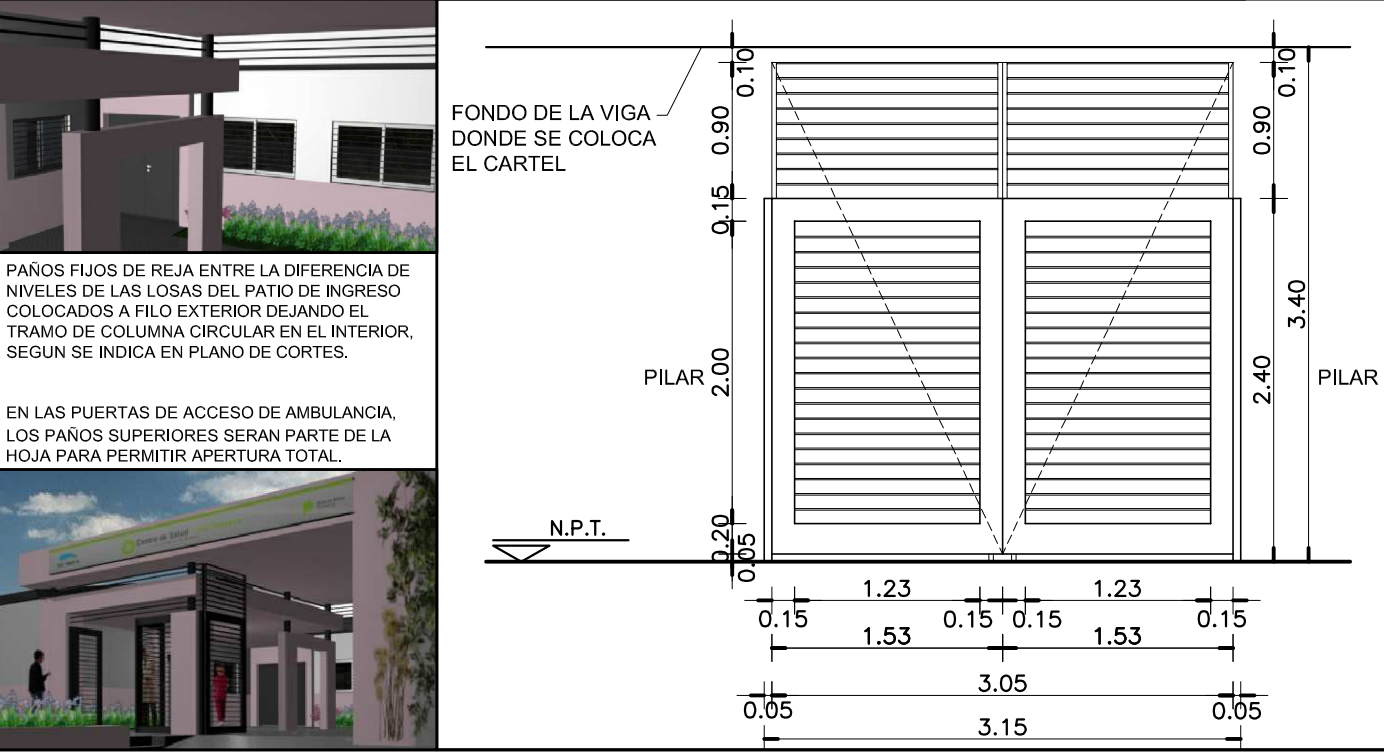 PAÑOS FIJOS DE REJA ENTRE LA DIFERENCIA DE
NIVELES DE LAS LOSAS DEL PATIO DE INGRESO
COLOCADOS A FILO EXTERIOR DEJANDO EL
TRAMO DE COLUMNA CIRCULAR EN EL INTERIOR,
SEGUN SE INDICA EN PLANO DE CORTES.
EN LAS PUERTAS DE ACCESO DE AMBULANCIA,
LOS PAÑOS SUPERIORES SERAN PARTE DE LA
HOJA PARA PERMITIR APERTURA TOTAL.
Centro de Salud
FONDO DE LA VIGA
DONDE SE COLOCA
EL CARTEL
0.10
0.90
0.15
2.00
0.20
0.05
PILAR
N.P.T.
0.10
0.90
2.40
3.40
PILAR
1.23 1.23
0.15 0.15 0.15 0.15
1.53 1.53
3.05
0.05 0.05
3.15